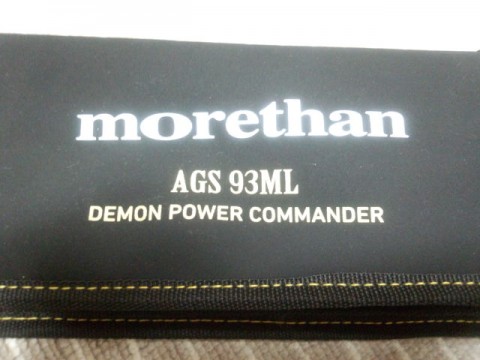 morethan
AGS 93ML
DEMON POWER COMMANDER